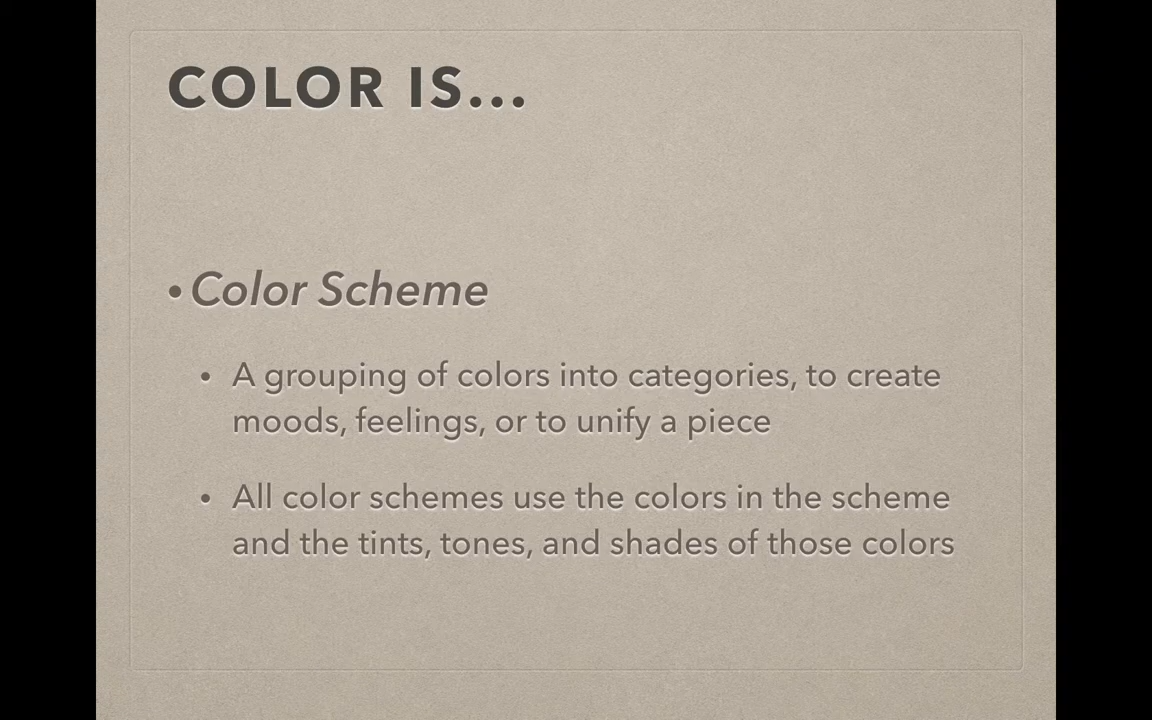 COLOR IS...
• Color Scheme
• A grouping of colors into categories, to create
moods, feelings, or to unify a piece
• All color schemes use the colors in the scheme
and the tints, tones, and shades of those colors